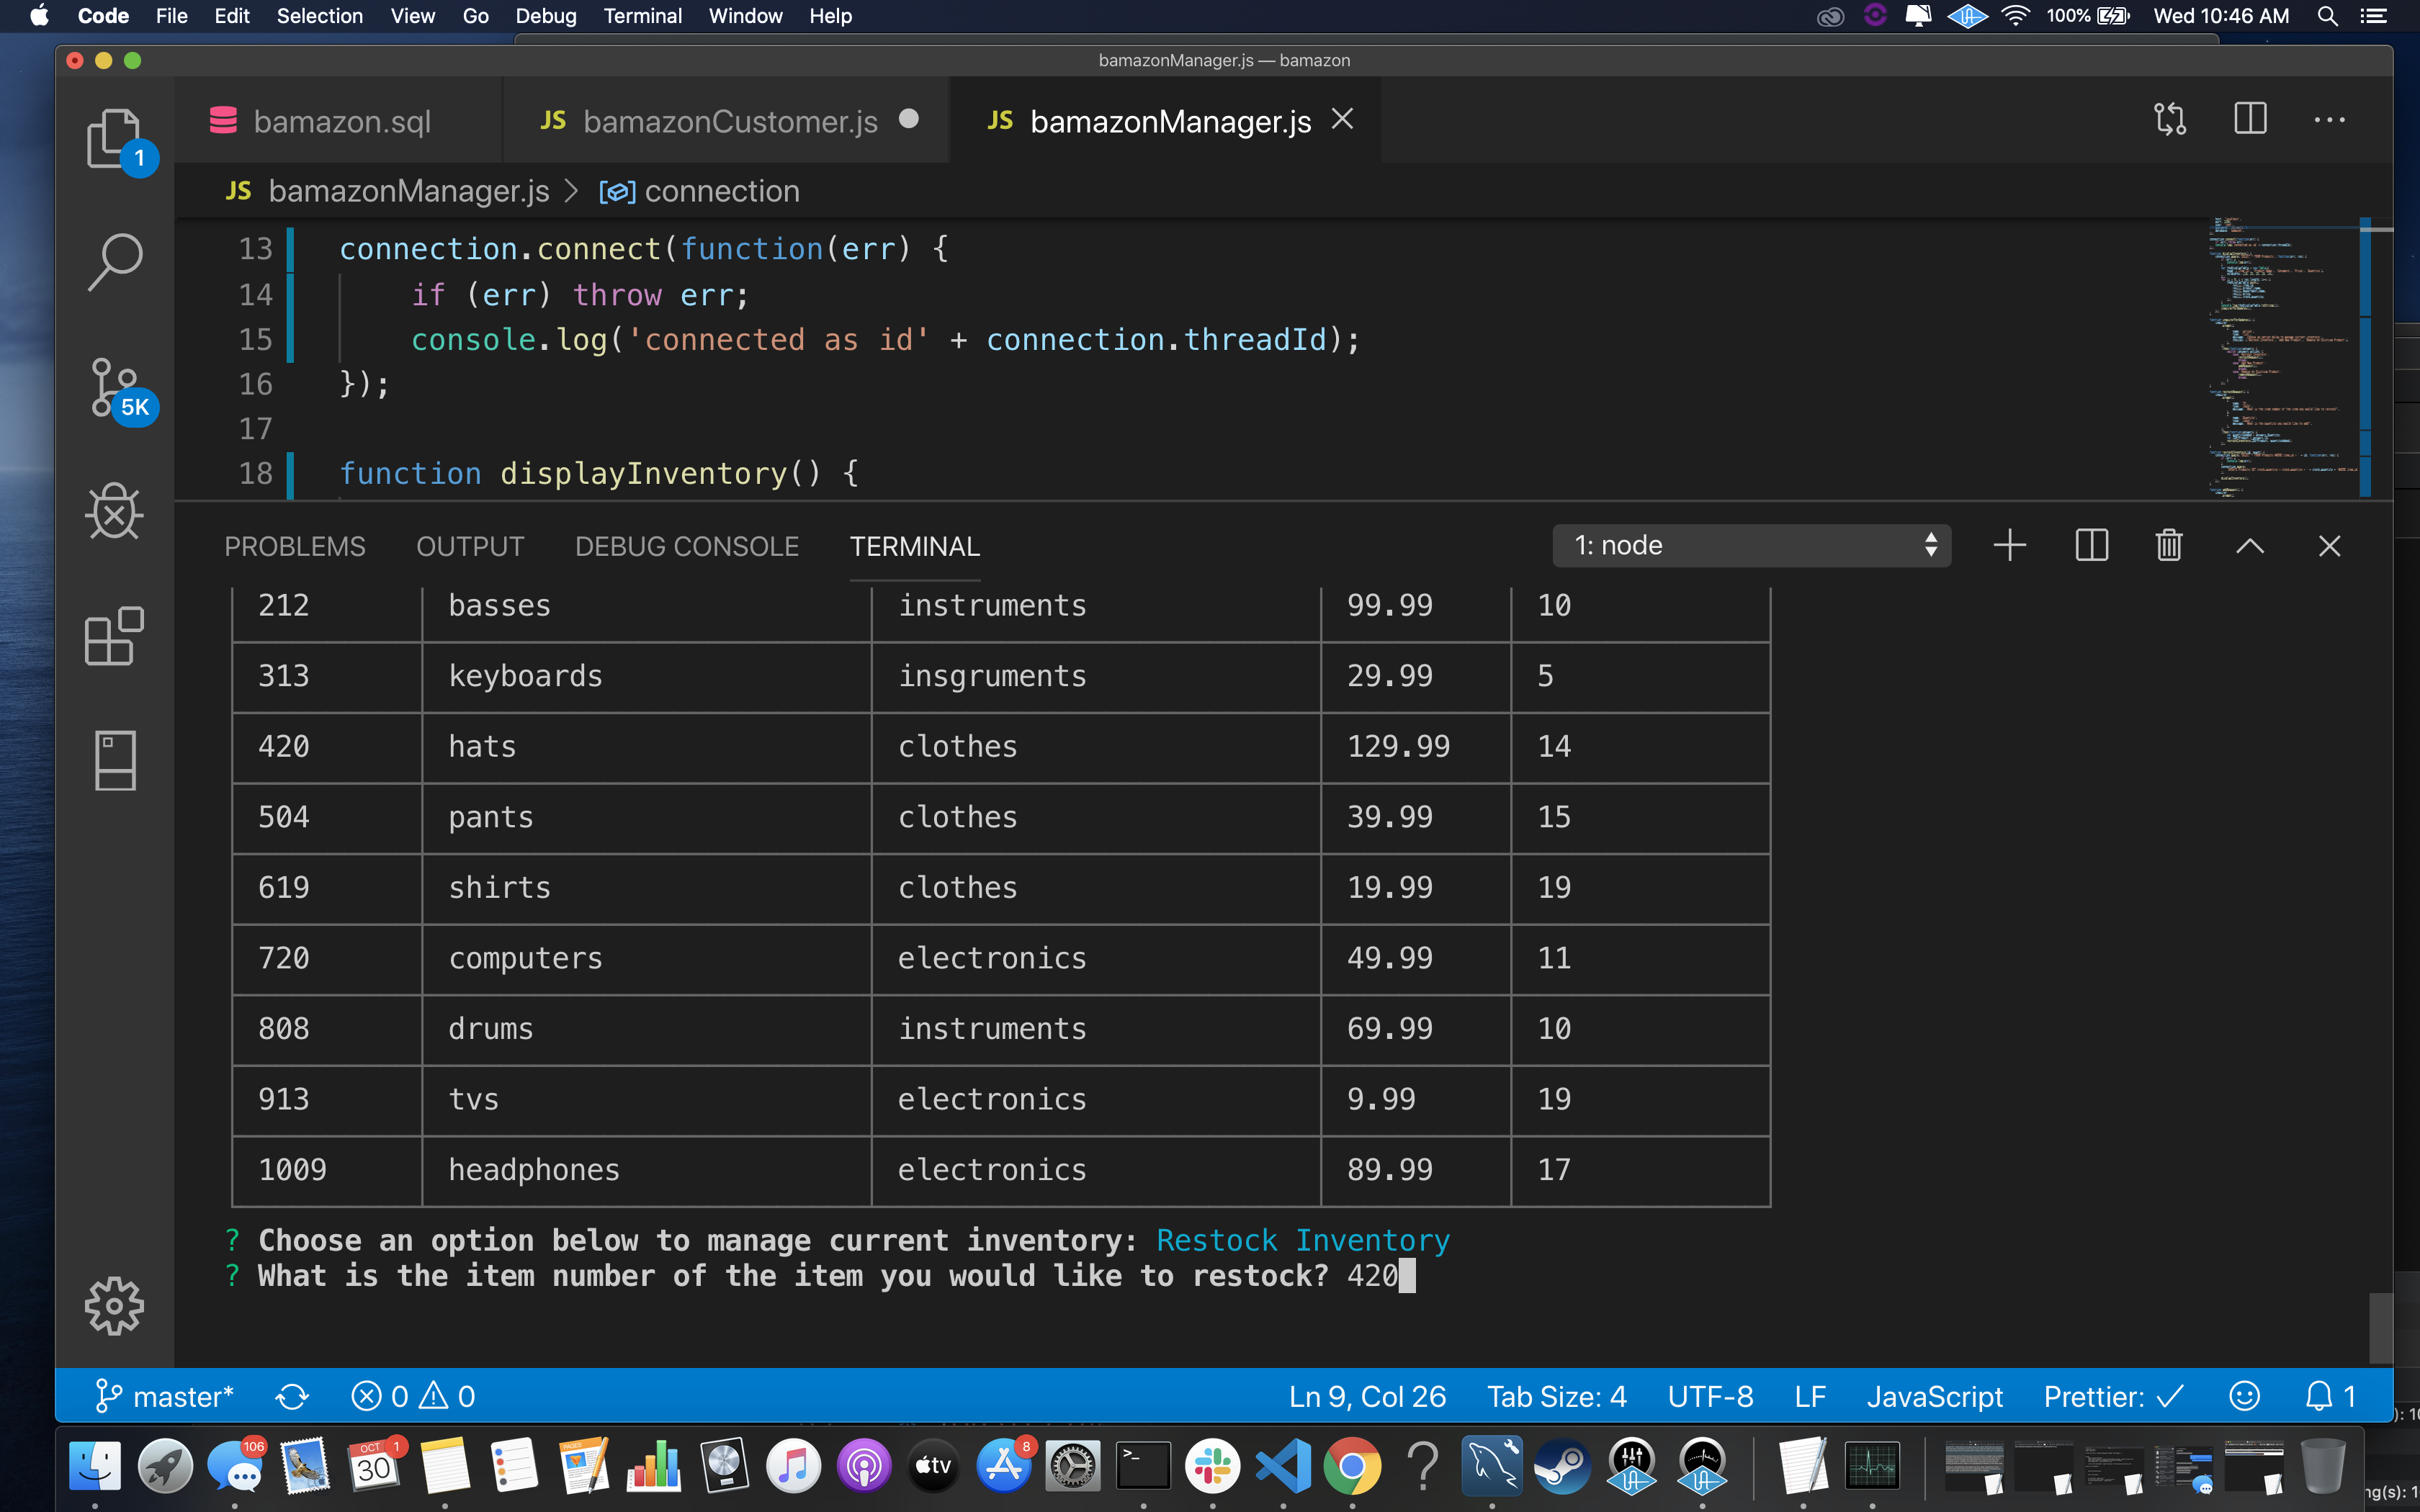 Code File Edit Selection View Go Debug Terminal Window Help 100% Wed 10:46 AM
bamazonManager.js — bamazon
bamazon.sql JS bamazonCustomer.js JS bamazonManager.js
1
JS bamazonManager.js > connection
13 connection.connect(function(err) {
14 if (err) throw err;
15 console.log('connected as id' + connection.threadId);
16 });
17
18 function displayInventory() {
5K
PROBLEMS OUTPUT DEBUG CONSOLE TERMINAL 1: node
212 basses instruments 99.99 10
313 keyboards insgruments 29.99 5
420 hats clothes 129.99 14
504 pants clothes 39.99 15
619 shirts clothes 19.99 19
720 computers electronics 49.99 11
808 drums instruments 69.99 10
913 tvs electronics 9.99 19
1009 headphones electronics 89.99 17
? Choose an option below to manage current inventory: Restock Inventory
? What is the item number of the item you would like to restock? 420
master* 0 0 Ln 9, Col 26 Tab Size: 4 UTF-8 LF JavaScript Prettier: ✓ 1
106 OCT 30 1 PAGES tv 8